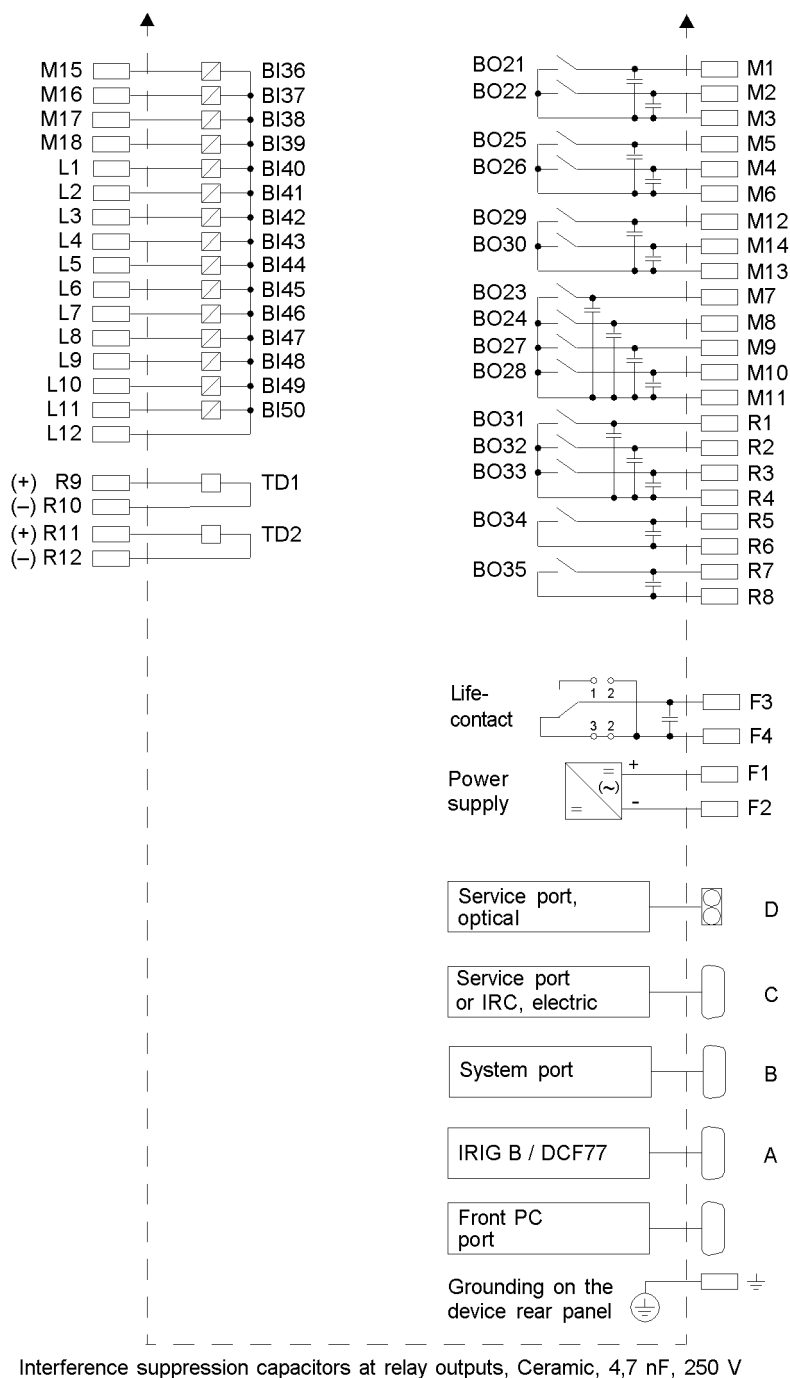 M15 BI36
M16 BI37
M17 BI38
M18 BI39
L1 BI40
L2 BI41
L3 BI42
L4 BI43
L5 BI44
L6 BI45
L7 BI46
L8 BI47
L9 BI48
L10 BI49
L11 BI50
L12
(+) R9 TD1
(–) R10
(+) R11 TD2
(–) R12
BO21 M1
BO22 M2
M3
BO25 M5
BO26 M4
M6
BO29 M12
BO30 M14
M13
BO23 M7
BO24 M8
BO27 M9
BO28 M10
M11
BO31 R1
BO32 R2
BO33 R3
R4
BO34 R5
R6
BO35 R7
R8
Life-
contact
1 2
3 2
F3
F4
Power
supply
= (~)
=
+ F1
- F2
Service port,
optical
D
Service port
or IRC, electric
C
System port
B
IRIG B / DCF77
A
Front PC
port
Grounding on the
device rear panel
Interference suppression capacitors at relay outputs, Ceramic, 4,7 nF, 250 V